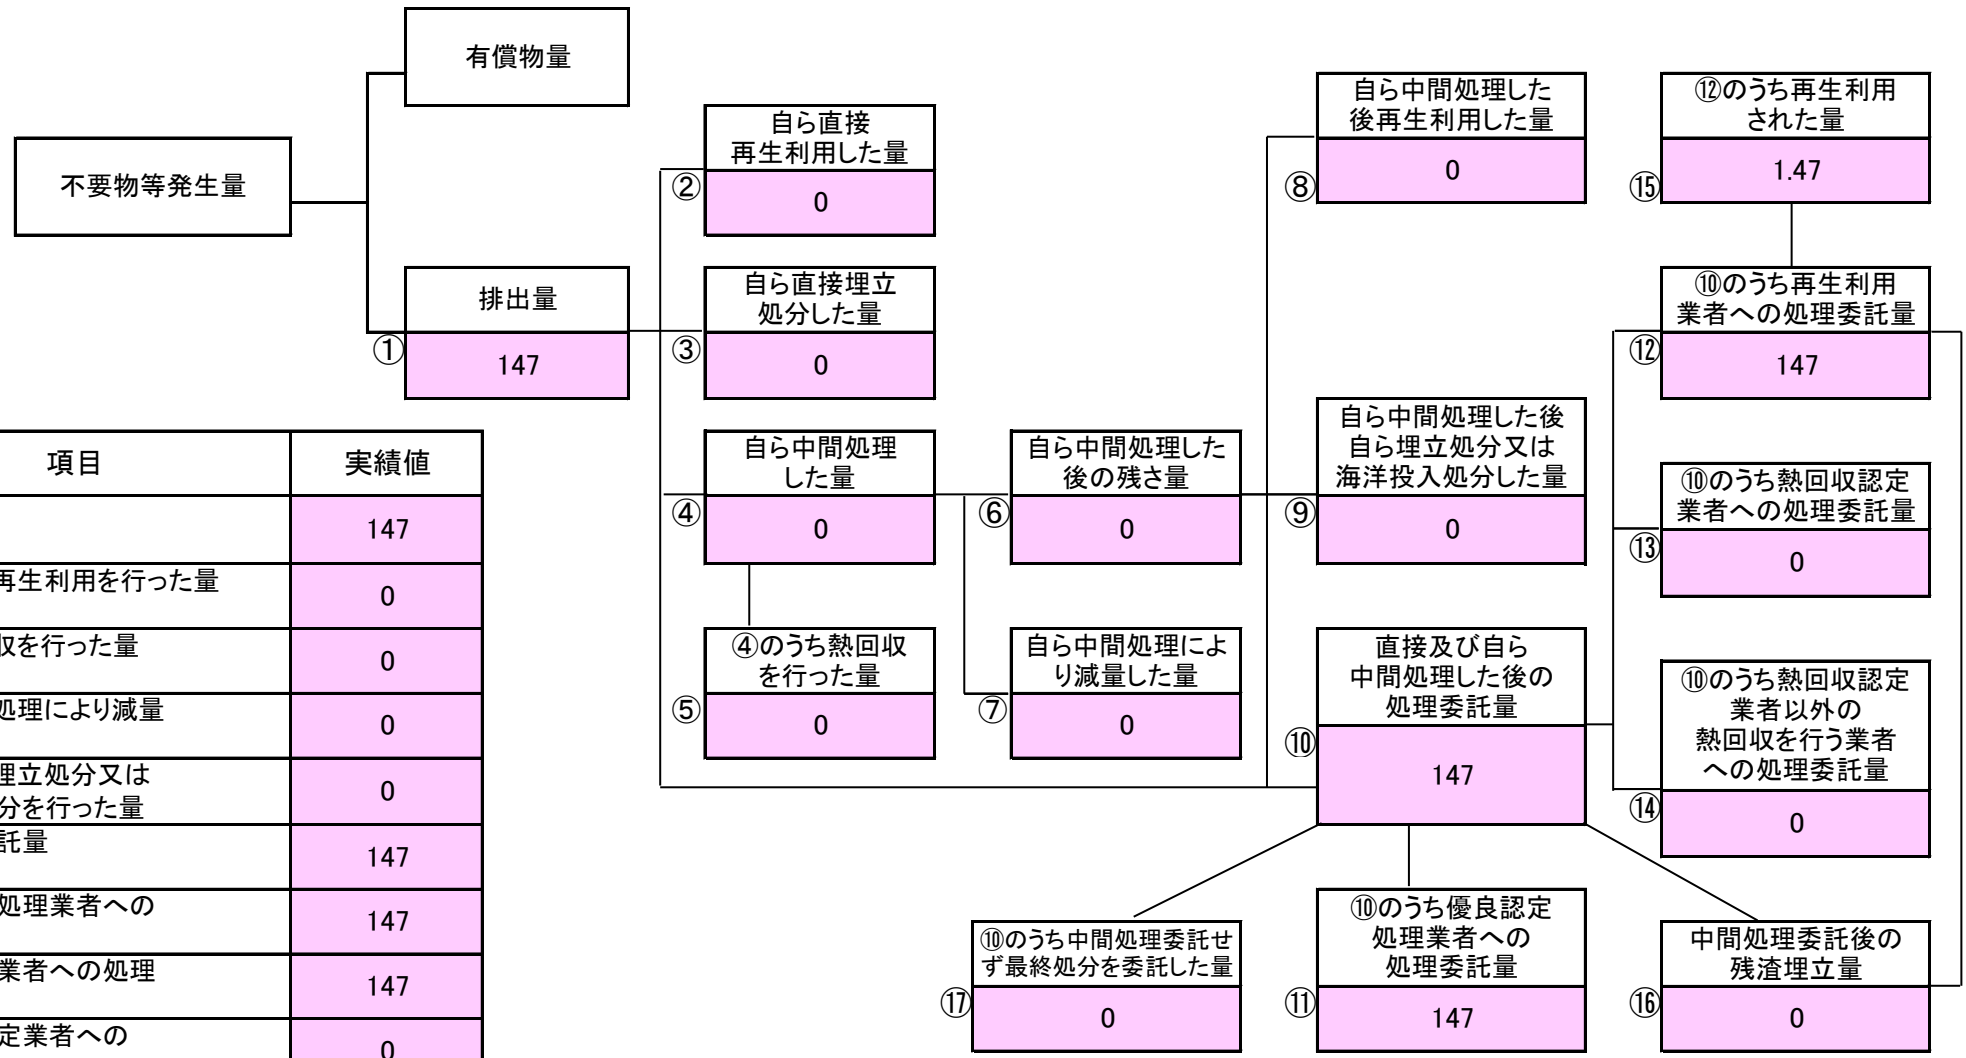 有償物量
不要物等発生量
排出量
①
147
自ら直接
再生利用した量
②
0
自ら直接埋立
処分した量
③
0
自ら中間処理
した量
④
0
④のうち熱回収
を行った量
⑤
0
自ら中間処理した
後の残さ量
⑥
0
自ら中間処理によ
り減量した量
⑦
0
自ら中間処理した
後再生利用した量
⑧
0
自ら中間処理した後
自ら埋立処分又は
海洋投入処分した量
⑨
0
直接及び自ら
中間処理した後の
処理委託量
⑩
147
⑫のうち再生利用
された量
⑮
1.47
⑩のうち再生利用
業者への処理委託量
⑫
147
⑩のうち熱回収認定
業者への処理委託量
⑬
0
⑩のうち熱回収認定
業者以外の
熱回収を行う業者
への処理委託量
⑭
0
⑩のうち中間処理委託せ
ず最終処分を委託した量
⑰
0
⑩のうち優良認定
処理業者への
処理委託量
⑪
147
中間処理委託後の
残渣埋立量
⑯
0
項目 実績値
147
再生利用を行った量 0
収を行った量 0
処理により減量 0
埋立処分又は
分を行った量 0
託量 147
処理業者への 147
業者への処理 147
定業者への 0